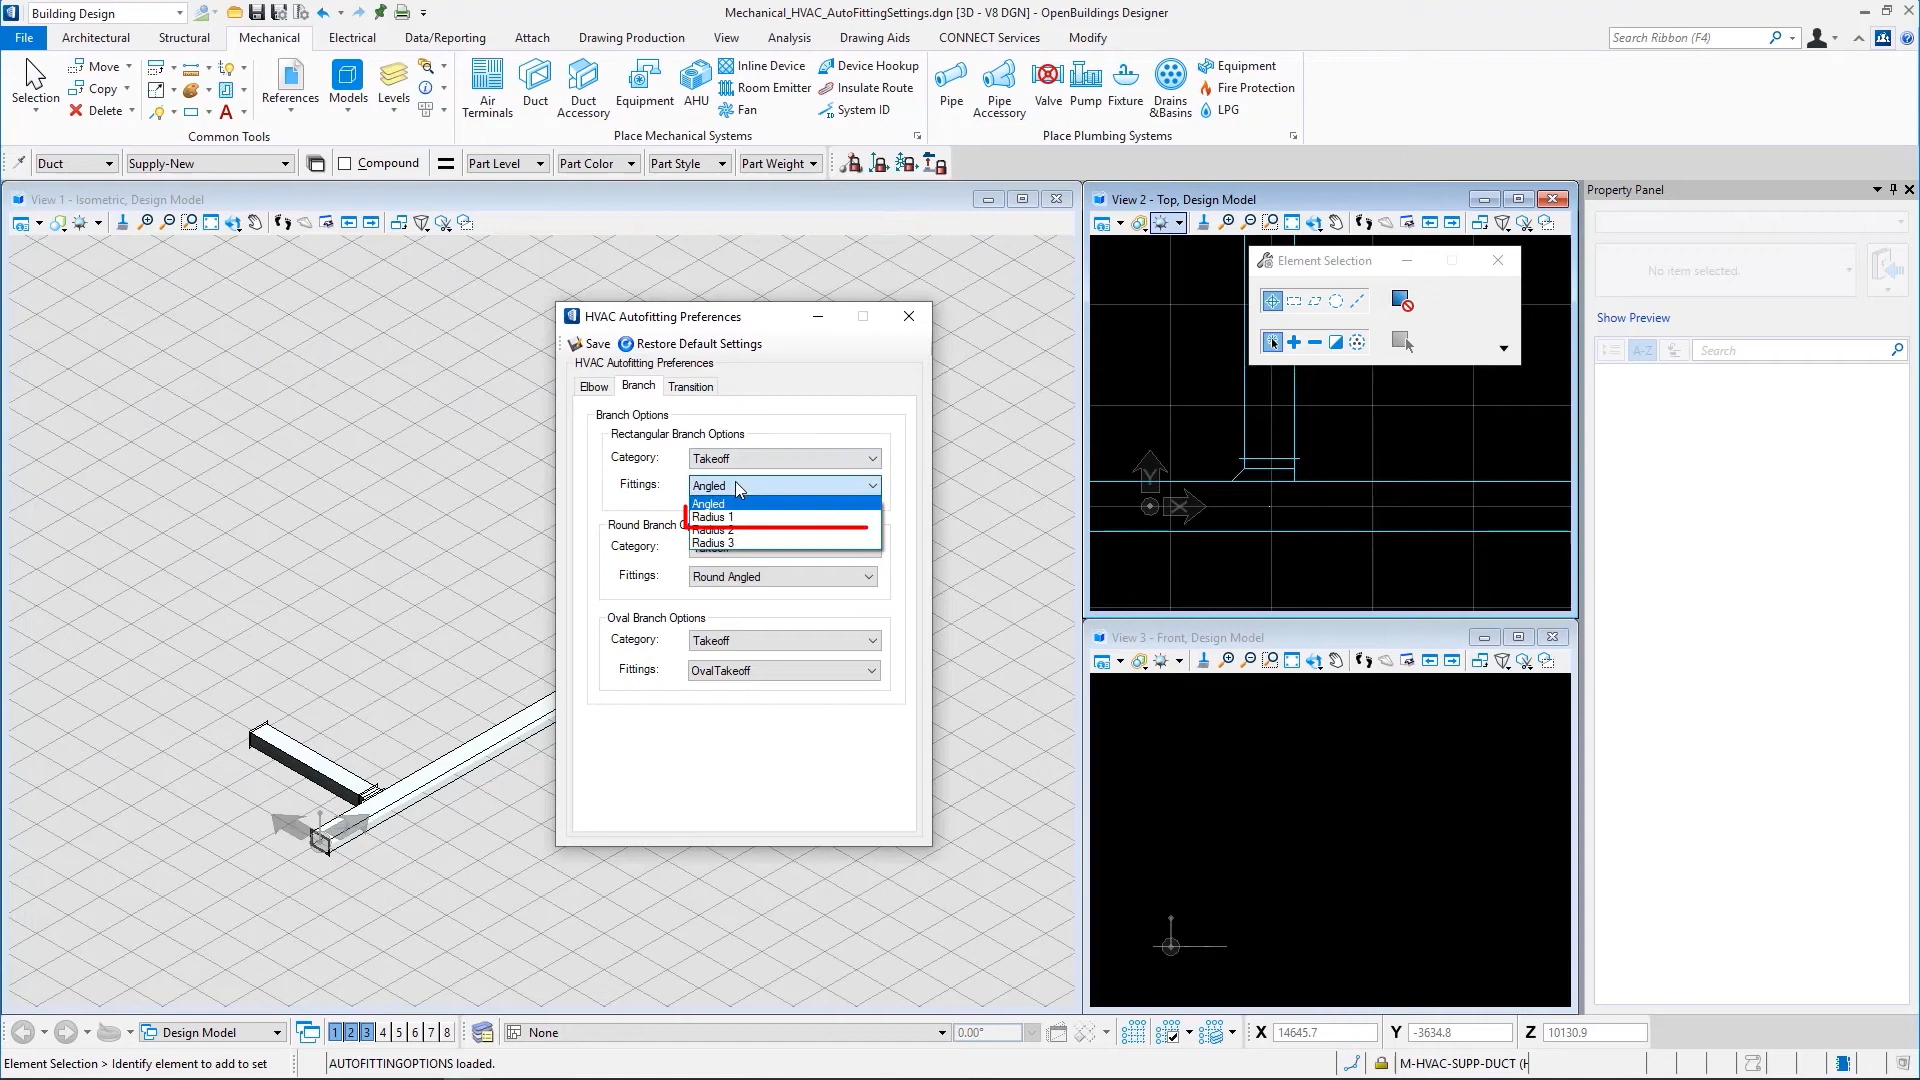 Building Design
Mechanical_HVAC_AutoFittingSettings.dgn [3D - V8 DGN] - OpenBuildings Designer
File Architectural Structural Mechanical Electrical Data/Reporting Attach Drawing Production View Analysis Drawing Aids CONNECT Services Modify
Search Ribbon (F4)
Move
Copy
Delete
Selection
References Models Levels
Common Tools
Air Terminals
Duct
Duct Accessory
Equipment
AHU
Inline Device
Room Emitter
Fan
Device Hookup
Insulate Route
System ID
Place Mechanical Systems
Pipe
Pipe Accessory
Valve
Pump
Fixture
Drains &Basins
Equipment
Fire Protection
LPG
Place Plumbing Systems
Duct Supply-New Compound Part Level Part Color Part Style Part Weight
View 1 - Isometric, Design Model
View 2 - Top, Design Model
Property Panel
No item selected.
Show Preview
A-Z Search
Element Selection
Y
X
HVAC Autofitting Preferences
Save Restore Default Settings
HVAC Autofitting Preferences
Elbow Branch Transition
Branch Options
Rectangular Branch Options
Category: Takeoff
Fittings: Angled
Angled
Radius 1
Radius 2
Radius 3
Round Branch O
Category:
Fittings: Round Angled
Oval Branch Options
Category: Takeoff
Fittings: OvalTakeoff
View 3 - Front, Design Model
Design Model 1 2 3 4 5 6 7 8 None 0.00° X 14645.7 Y -3634.8 Z 10130.9
Element Selection > Identify element to add to set AUTOFITTINGOPTIONS loaded. M-HVAC-SUPP-DUCT (H